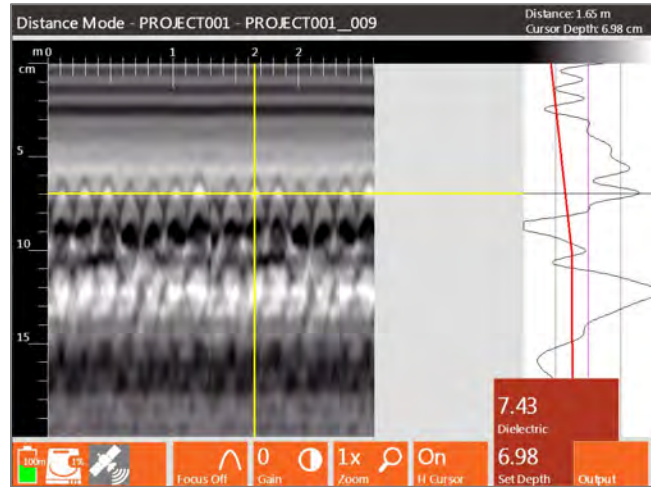 Distance Mode - PROJECT001 - PROJECT001__009
Distance: 1.65 m
Cursor Depth: 6.98 cm
m 0 1 2 2
cm
5
10
15
7.43
Dielectric
6.98
Set Depth
100m
1%
Focus Off
0
Gain
1x
Zoom
On
H Cursor
Output